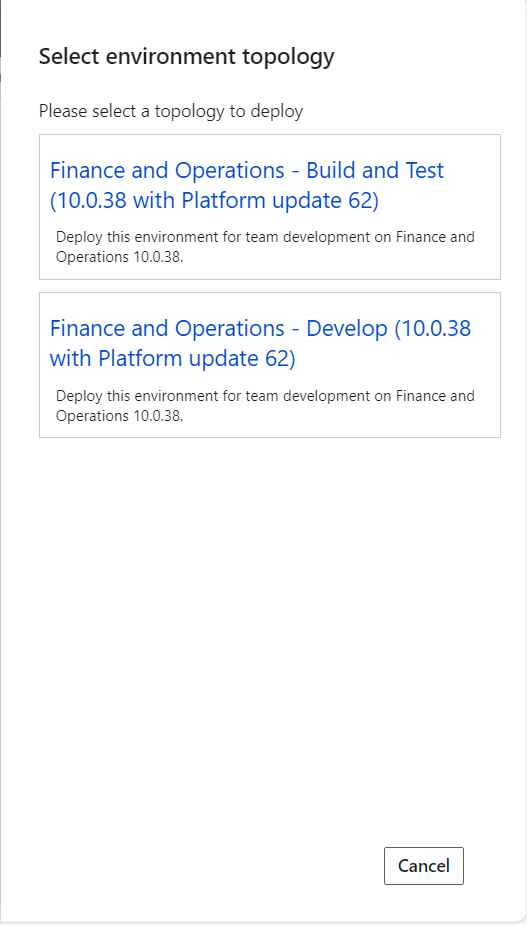 Select environment topology
Please select a topology to deploy
Finance and Operations - Build and Test
(10.0.38 with Platform update 62)
Deploy this environment for team development on Finance and
Operations 10.0.38.
Finance and Operations - Develop (10.0.38
with Platform update 62)
Deploy this environment for team development on Finance and
Operations 10.0.38.
Cancel